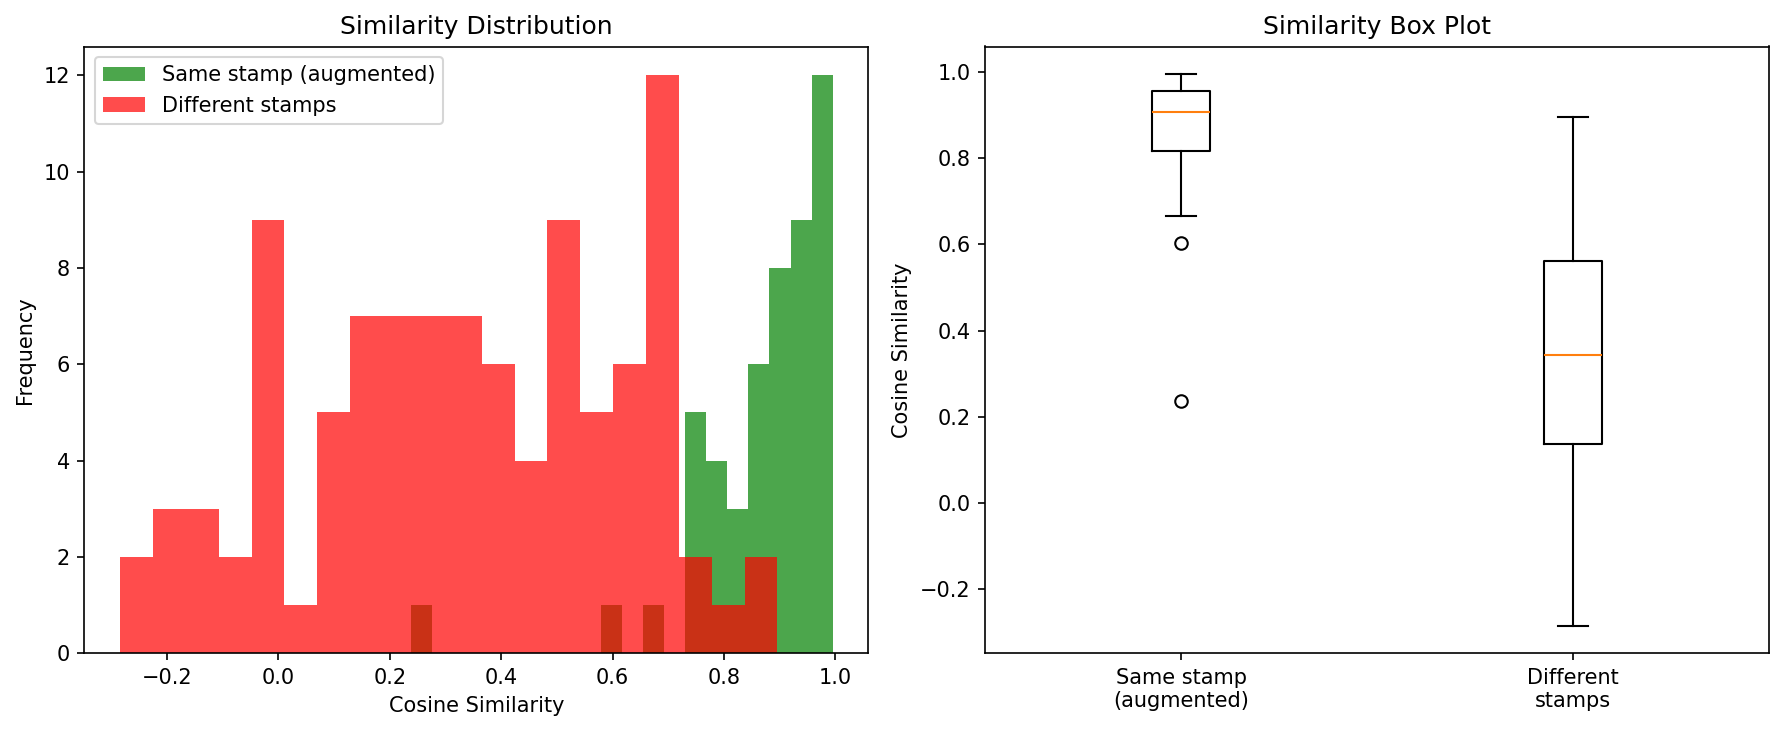 Similarity Distribution
Same stamp (augmented)
Different stamps
12
10
8
6
4
2
0
Frequency
−0.2
0.0
0.2
0.4
0.6
0.8
1.0
Cosine Similarity
Similarity Box Plot
1.0
0.8
0.6
0.4
0.2
0.0
−0.2
Cosine Similarity
Same stamp
(augmented)
Different
stamps